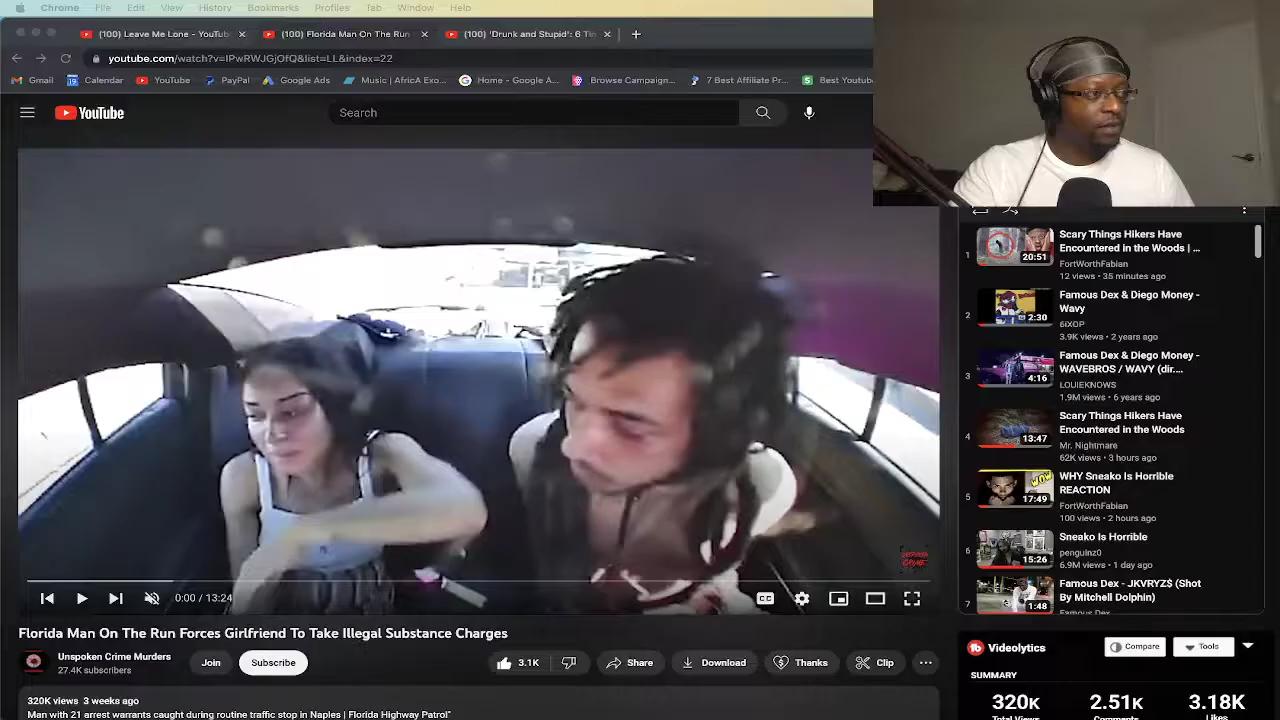 Chrome File Edit View History Bookmarks Profiles Tab Window Help
(100) Leave Me Lone - YouTub
(100) Florida Man On The Run
(100) 'Drunk and Stupid': 6 Tim
youtube.com/watch?v=IPwRWJGjOfQ&list=LL&index=22
Gmail Calendar YouTube PayPal Google Ads Music | AfricA Exo... Home - Google A... Browse Campaign... 7 Best Affiliate Pr... Best Youtub
YouTube
Search
1
Scary Things Hikers Have
Encountered in the Woods | ...
FortWorthFabian
12 views • 35 minutes ago
20:51
2
Famous Dex & Diego Money -
Wavy
6iXOP
3.9K views • 2 years ago
2:30
3
Famous Dex & Diego Money -
WAVEBROS / WAVY (dir....
LOUIEKNOWS
1.9M views • 6 years ago
4:16
4
Scary Things Hikers Have
Encountered in the Woods
Mr. Nightmare
62K views • 3 hours ago
13:47
5
WHY Sneako Is Horrible
REACTION
FortWorthFabian
100 views • 2 hours ago
WOW
17:49
6
Sneako Is Horrible
penguinz0
6.9M views • 1 day ago
15:26
7
Famous Dex - JKVRYZ$ (Shot
By Mitchell Dolphin)
Famous Dex
1:48
UNSPOKEN
CRIME
0:00 / 13:24
CC
Florida Man On The Run Forces Girlfriend To Take Illegal Substance Charges
Unspoken Crime Murders
27.4K subscribers
Join
Subscribe
3.1K
Share
Download
Thanks
Clip
320K views 3 weeks ago
Man with 21 arrest warrants caught during routine traffic stop in Naples | Florida Highway Patrol"
Videolytics
Compare
Tools
SUMMARY
320K 2.51K 3.18K
Total Views Comments Likes